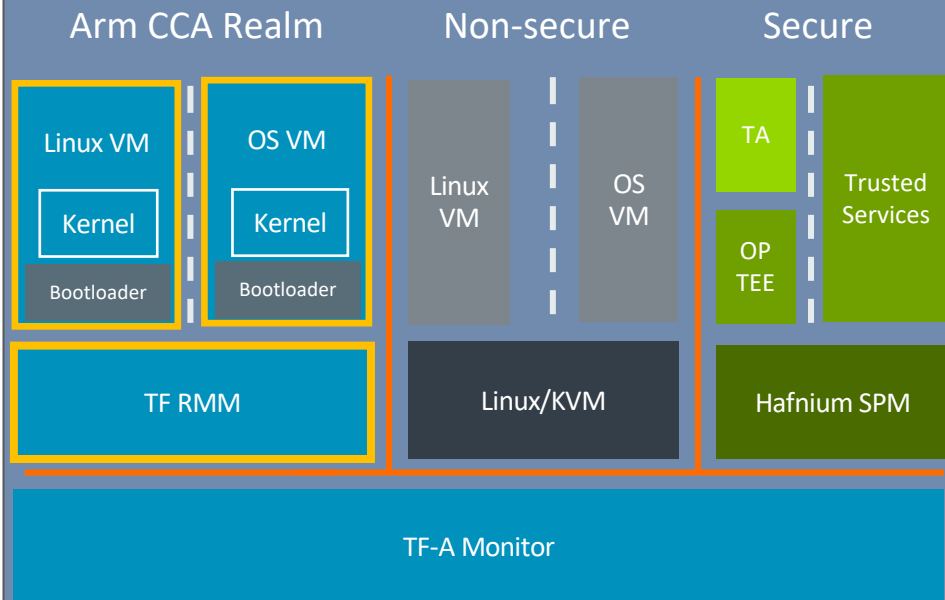 Arm CCA Realm
Non-secure
Secure
Linux VM
Kernel
Bootloader
OS VM
Kernel
Bootloader
Linux
VM
OS
VM
TA
OP
TEE
Trusted
Services
TF RMM
Linux/KVM
Hafnium SPM
TF-A Monitor